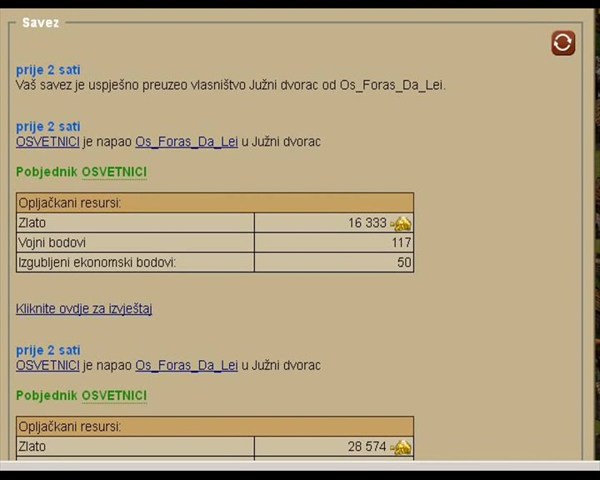 Savez
prije 2 sati
Vaš savez je uspješno preuzeo vlasništvo Južni dvorac od Os_Foras_Da_Lei.
prije 2 sati
OSVETNICI je napao Os_Foras_Da_Lei u Južni dvorac
Pobjednik OSVETNICI
Opljačkani resursi:
Zlato 16 333
Vojni bodovi 117
Izgubljeni ekonomski bodovi: 50
Kliknite ovdje za izvještaj
prije 2 sati
OSVETNICI je napao Os_Foras_Da_Lei u Južni dvorac
Pobjednik OSVETNICI
Opljačkani resursi:
Zlato 28 574